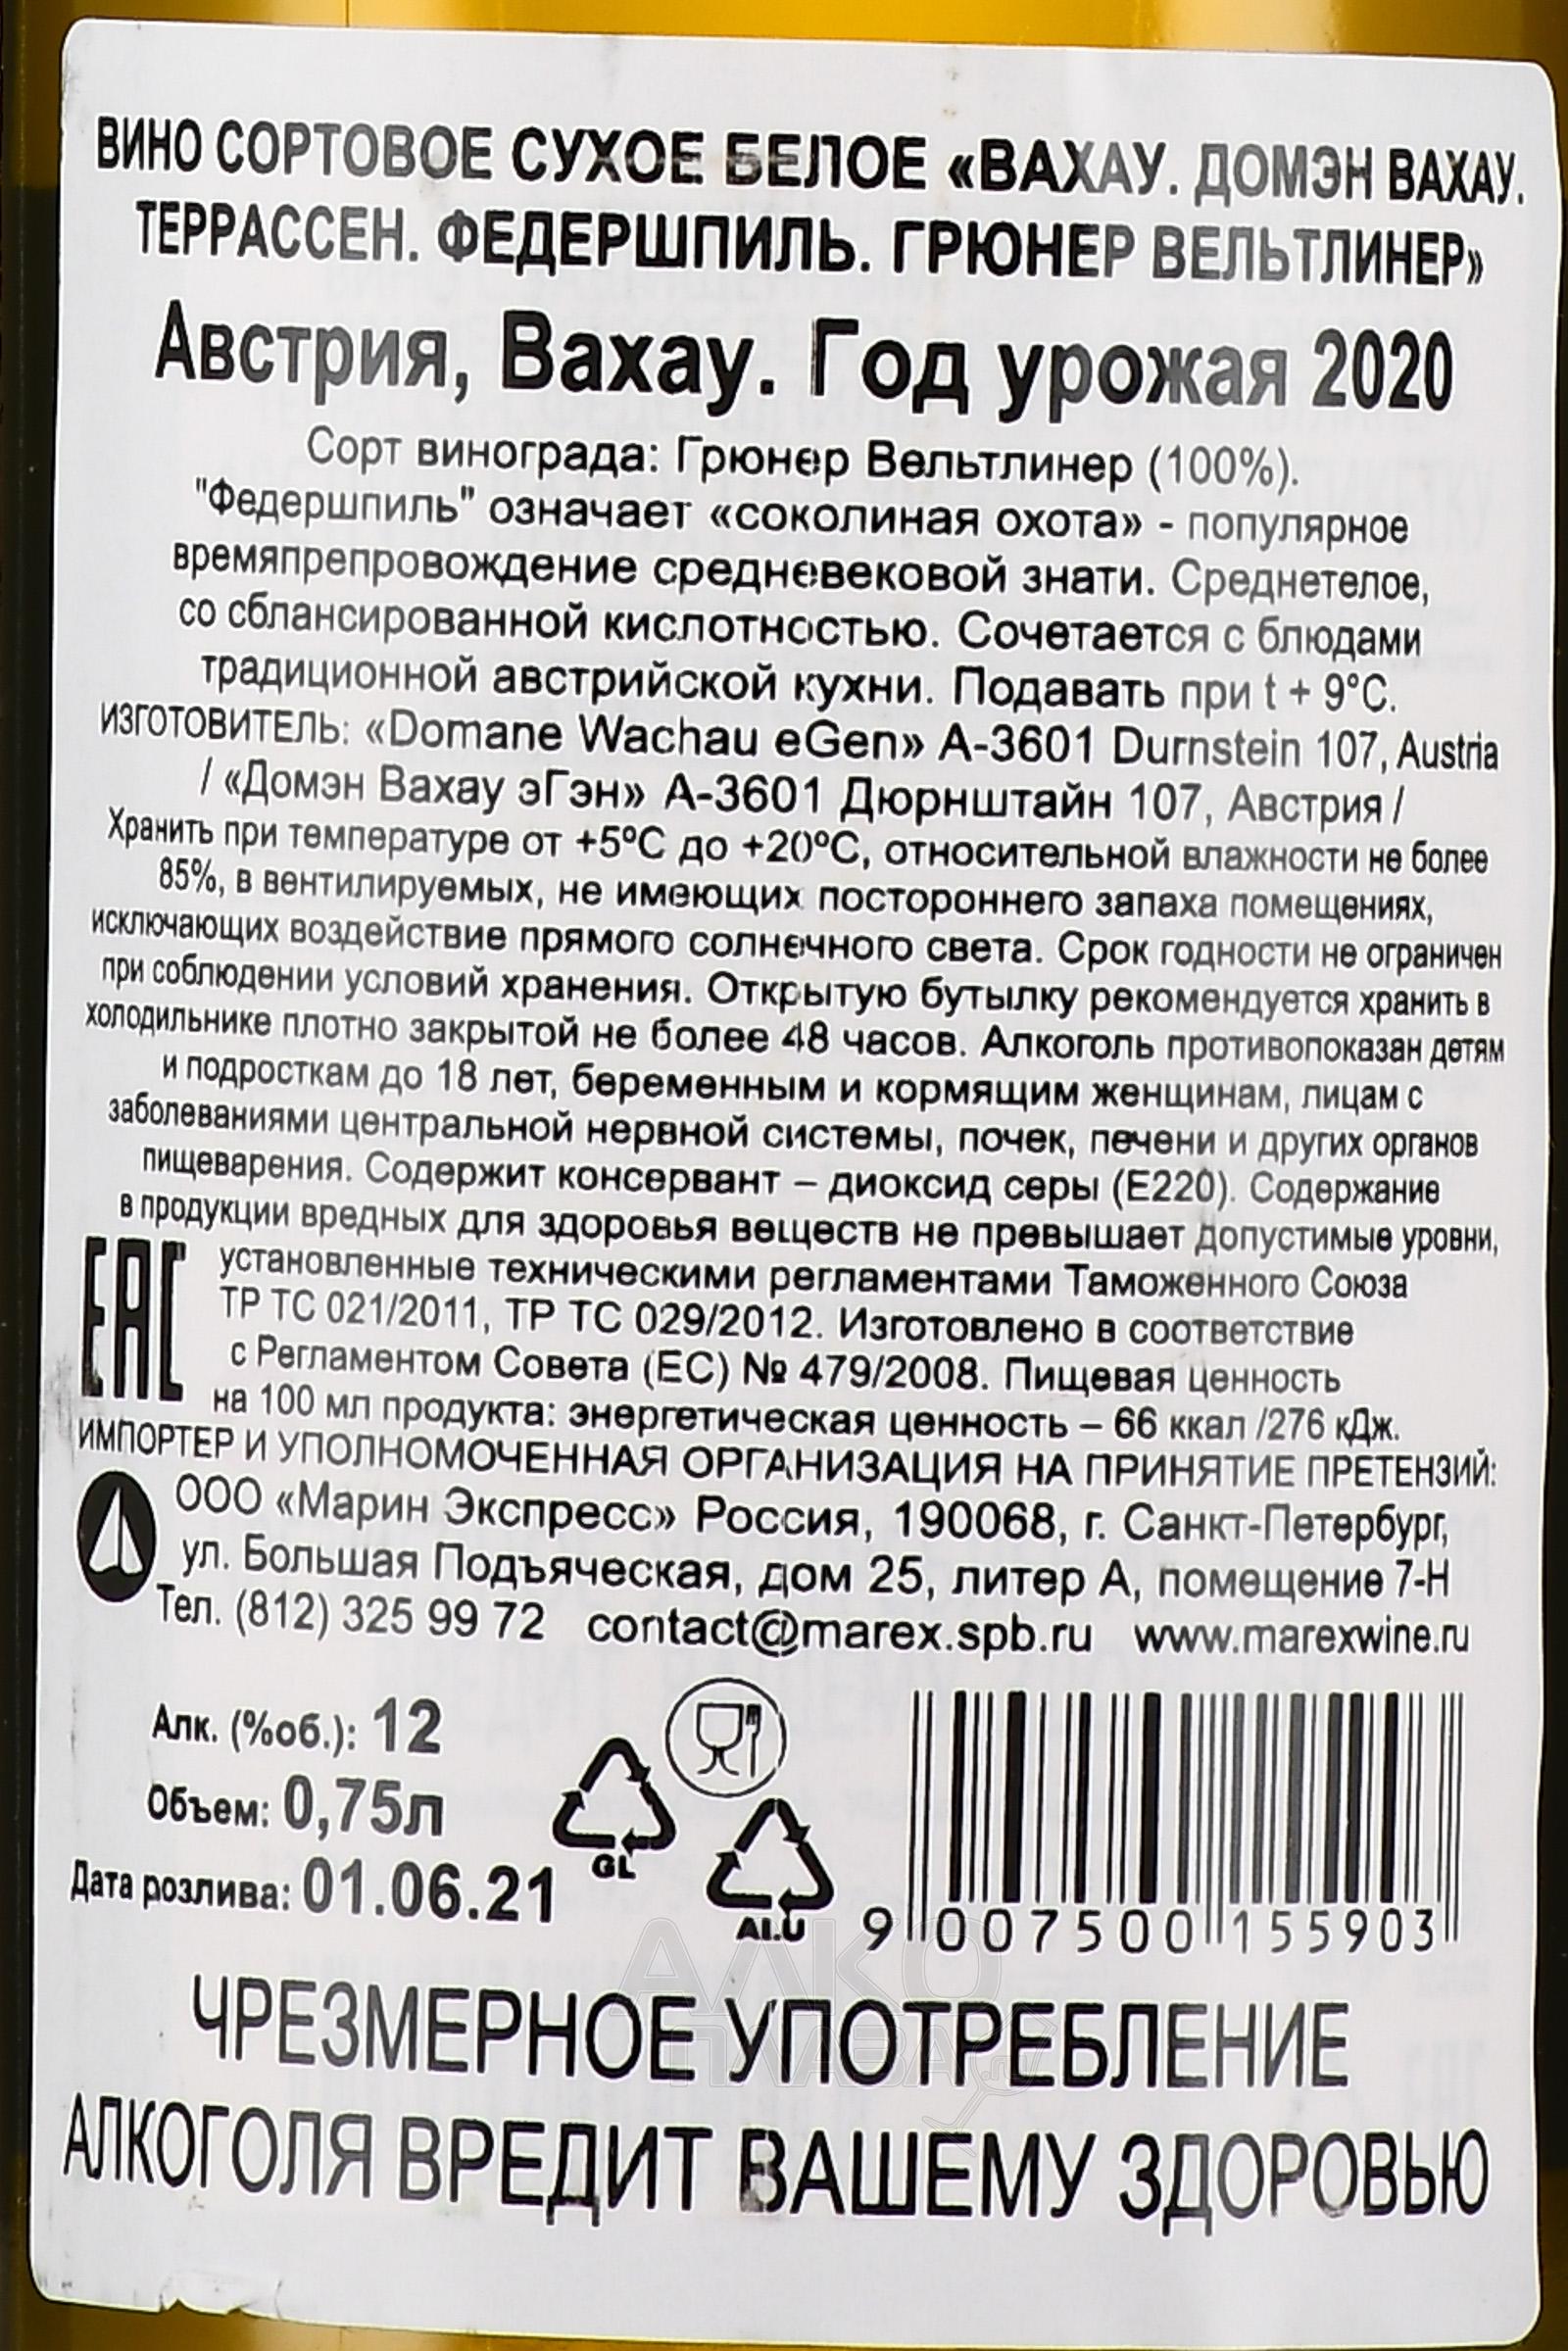 ВИНО СОРТОВОЕ СУХОЕ БЕЛОЕ «ВАХАУ. ДОМЭН ВАХАУ.
ТЕРРАССЕН. ФЕДЕРШПИЛЬ. ГРЮНЕР ВЕЛЬТЛИНЕР»
Австрия, Вахау. Год урожая 2020
Сорт винограда: Грюнер Вельтлинер (100%).
"Федершпиль" означает «соколиная охота» - популярное
времяпрепровождение средневековой знати. Среднетелое,
со сблансированной кислотностью. Сочетается с блюдами
традиционной австрийской кухни. Подавать при t + 9°C.
ИЗГОТОВИТЕЛЬ: «Domane Wachau eGen» A-3601 Durnstein 107, Austria
/ «Домэн Вахау эГэн» А-3601 Дюрнштайн 107, Австрия /
Хранить при температуре от +5ºC до +20ºC, относительной влажности не более
85%, в вентилируемых, не имеющих постороннего запаха помещениях,
исключающих воздействие прямого солнечного света. Срок годности не ограничен
при соблюдении условий хранения. Открытую бутылку рекомендуется хранить в
холодильнике плотно закрытой не более 48 часов. Алкоголь противопоказан детям
и подросткам до 18 лет, беременным и кормящим женщинам, лицам с
заболеваниями центральной нервной системы, почек, печени и других органов
пищеварения. Содержит консервант – диоксид серы (Е220). Содержание
в продукции вредных для здоровья веществ не превышает допустимые уровни,
установленные техническими регламентами Таможенного Союза
ТР ТС 021/2011, ТР ТС 029/2012. Изготовлено в соответствие
с Регламентом Совета (ЕС) № 479/2008. Пищевая ценность
на 100 мл продукта: энергетическая ценность – 66 ккал /276 кДж.
EAC
ИМПОРТЕР И УПОЛНОМОЧЕННАЯ ОРГАНИЗАЦИЯ НА ПРИНЯТИЕ ПРЕТЕНЗИЙ:
ООО «Марин Экспресс» Россия, 190068, г. Санкт-Петербург,
ул. Большая Подъяческая, дом 25, литер А, помещение 7-Н
Тел. (812) 325 99 72 contact@marex.spb.ru www.marexwine.ru
Алк. (%об.): 12
Объем: 0,75л
Дата розлива: 01.06.21
GL
ALU
9 007500 155903
АЛКО
ПЛАЗА.ru
ЧРЕЗМЕРНОЕ УПОТРЕБЛЕНИЕ
АЛКОГОЛЯ ВРЕДИТ ВАШЕМУ ЗДОРОВЬЮ